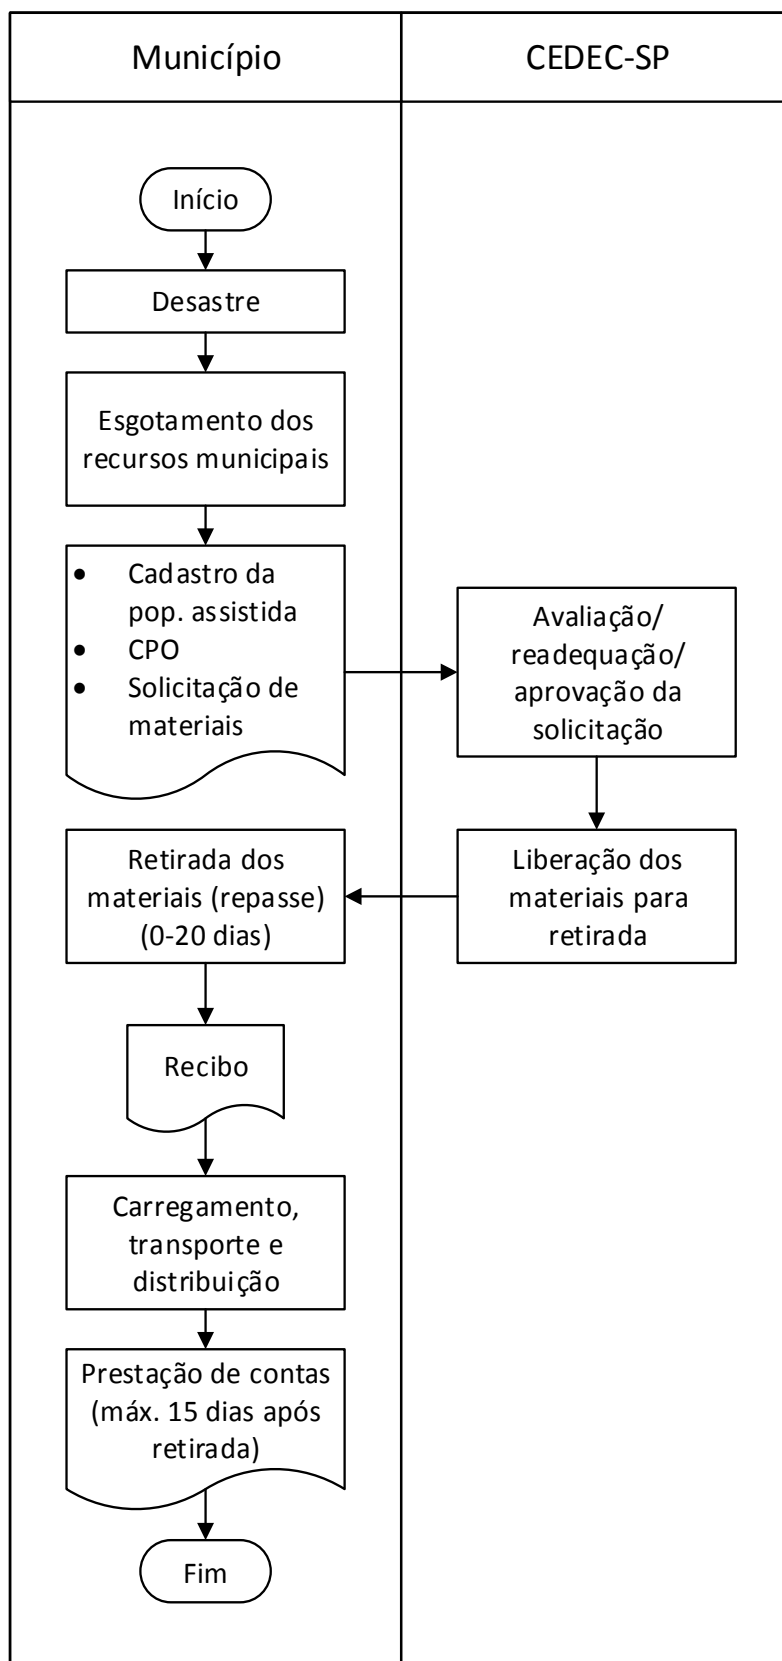 Município
CEDEC-SP
Início
Desastre
Esgotamento dos
recursos municipais
• Cadastro da
pop. assistida
• CPO
• Solicitação de
materiais
Avaliação/
readequação/
aprovação da
solicitação
Liberação dos
materiais para
retirada
Retirada dos
materiais (repasse)
(0-20 dias)
Recibo
Carregamento,
transporte e
distribuição
Prestação de contas
(máx. 15 dias após
retirada)
Fim